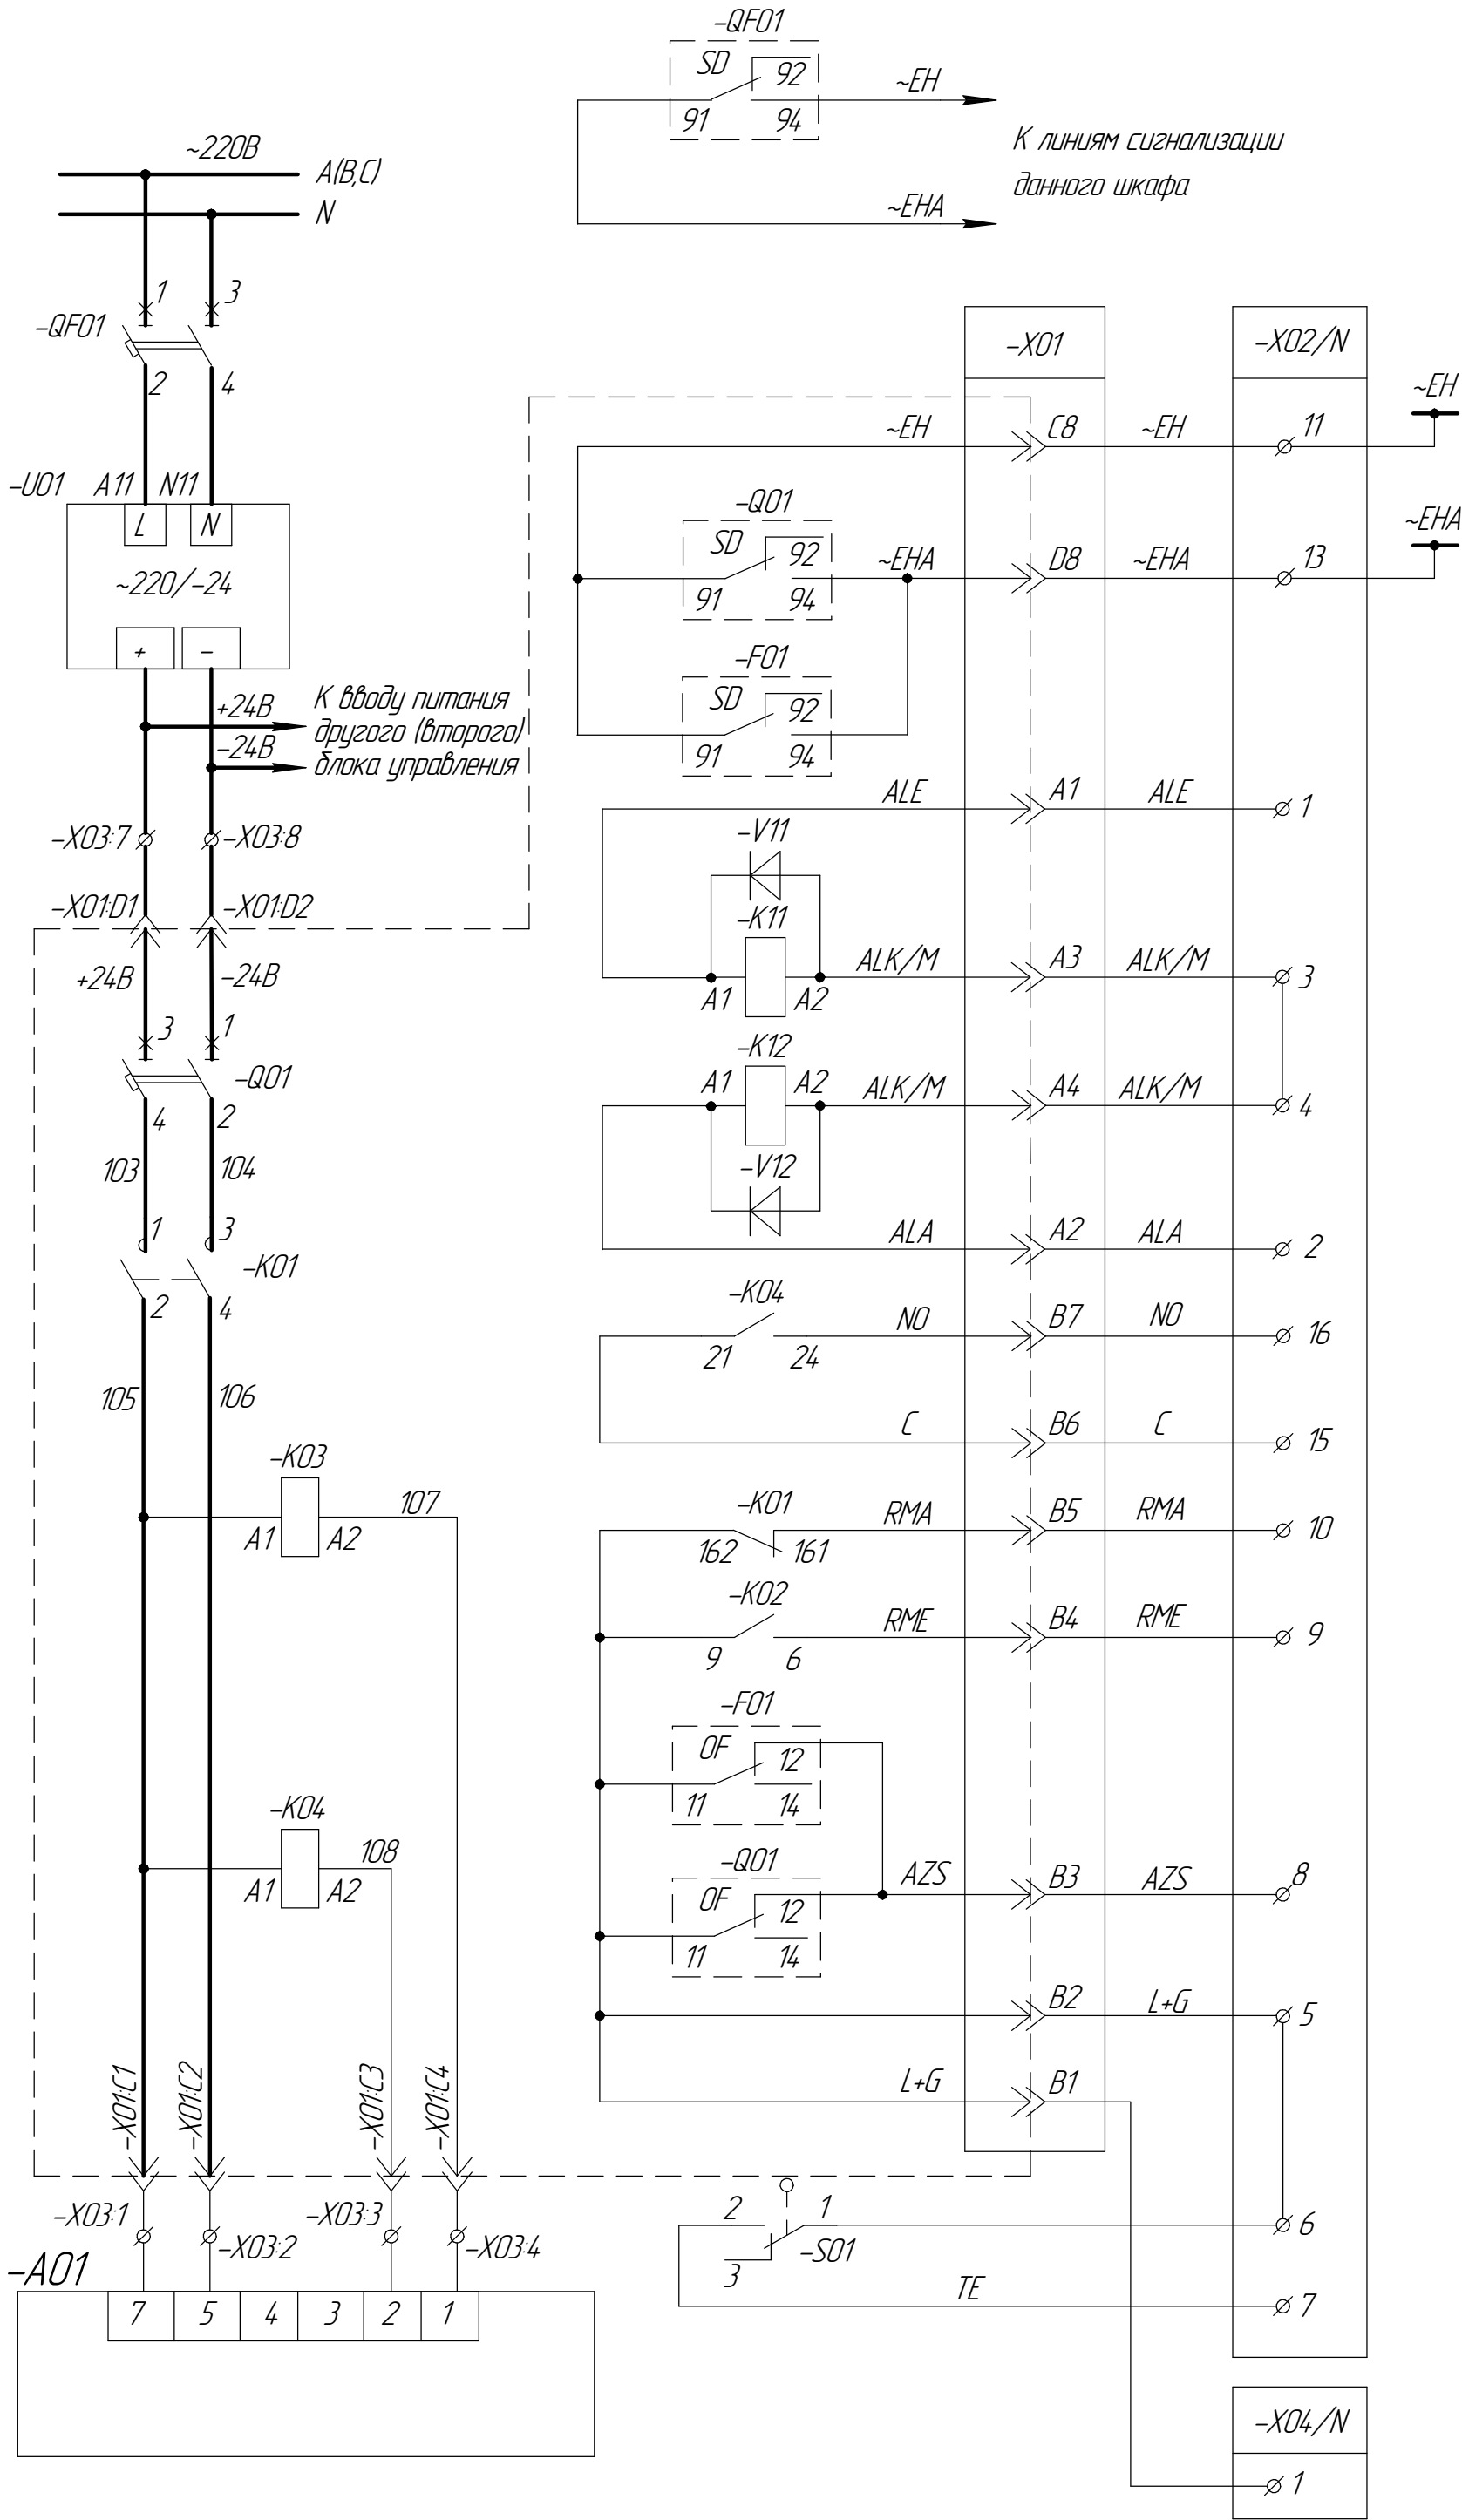 -QF01
SD
92
~EH
91
94
К линиям сигнализации
данного шкафа
~EHA
~220В
A(B,C)
N
1
3
-QF01
2
4
-U01
A11
N11
L
N
~220/-24
+
-
+24В
-24В
К вводу питания
другого (второго)
блока управления
-X03:7
-X03:8
-X01:D1
-X01:D2
+24В
-24В
3
1
-Q01
4
2
103
104
1
3
-K01
2
4
105
106
-K03
A1
A2
107
-K04
A1
A2
108
-X01:C1
-X01:C2
-X01:C3
-X01:C4
-X03:1
-X03:2
-X03:3
-X03:4
-A01
7
5
4
3
2
1
-X01
-X02/N
~EH
C8
~EH
11
~EH
-Q01
SD
92
91
94
~EHA
D8
~EHA
13
~EHA
-F01
SD
92
91
94
ALE
A1
ALE
1
-V11
-K11
A1
A2
ALK/M
A3
ALK/M
3
-K12
A1
A2
ALK/M
A4
ALK/M
4
-V12
ALA
A2
ALA
2
-K04
21
24
NO
B7
NO
16
C
B6
C
15
-K01
162
161
RMA
B5
RMA
10
-K02
9
6
RME
B4
RME
9
-F01
OF
12
11
14
-Q01
OF
12
11
14
AZS
B3
AZS
8
B2
L+G
5
L+G
B1
2
1
-S01
3
6
TE
7
-X04/N
1